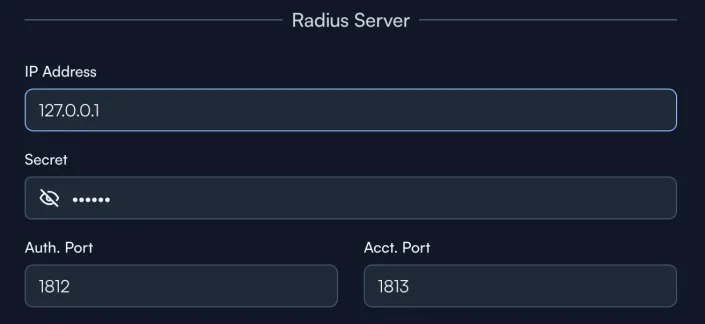 Radius Server
IP Address
127.0.0.1
Secret
••••••
Auth. Port
Acct. Port
1812
1813